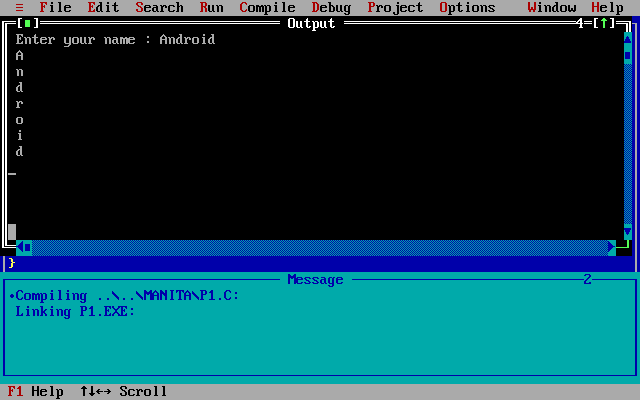 ≡ File Edit Search Run Compile Debug Project Options Window Help
[■] Output 4=[↑]
Enter your name : Android
A
n
d
r
o
i
d
_
}
Message 2
•Compiling ..\..\MANITA\P1.C:
Linking P1.EXE:
F1 Help ↑↓←→ Scroll